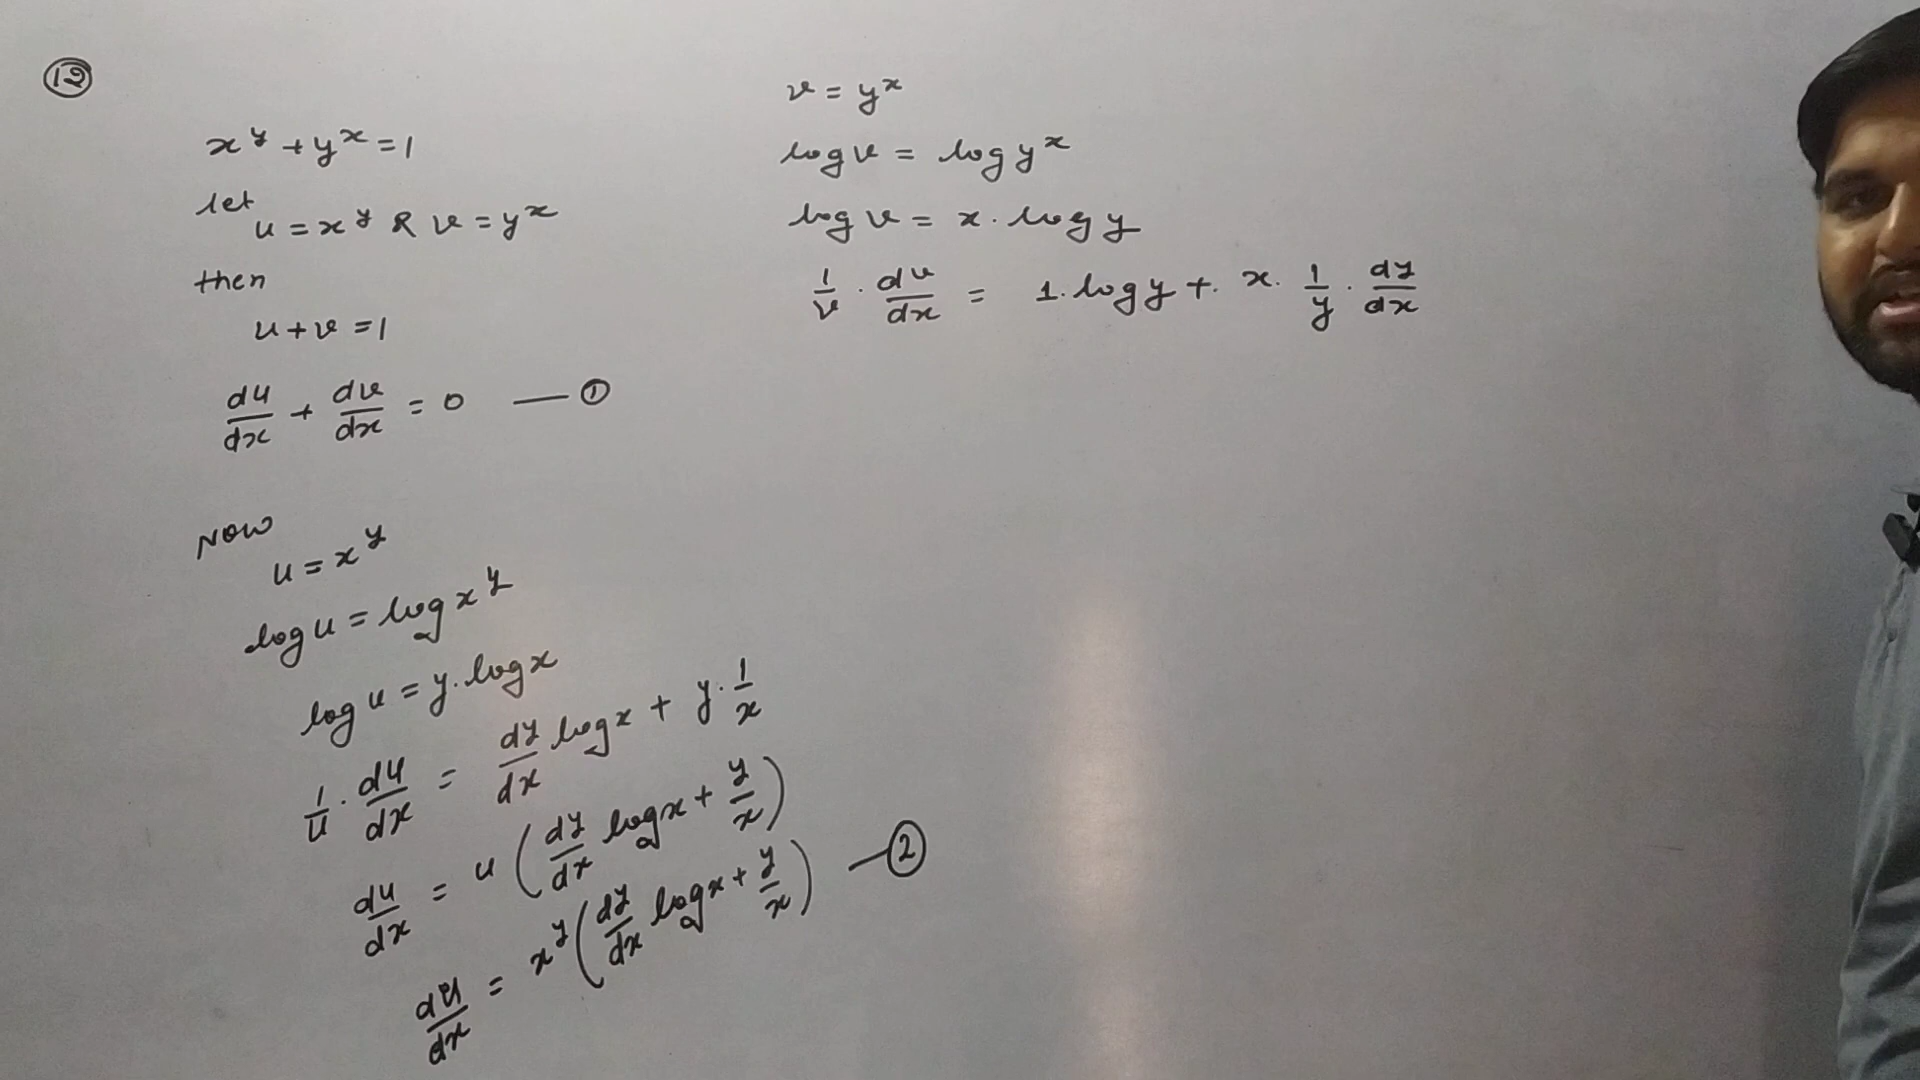 12
x^y + y^x = 1
let
u = x^y & v = y^x
then
u + v = 1
du/dx + dv/dx = 0 — ①
NOW
u = x^y
log u = log x^y
log u = y . log x
1/u . du/dx = dy/dx log x + y . 1/x
du/dx = u ( dy/dx log x + y/x )
du/dx = x^y ( dy/dx log x + y/x ) — ②
v = y^x
log v = log y^x
log v = x . log y
1/v . dv/dx = 1 . log y + . x . 1/y . dy/dx